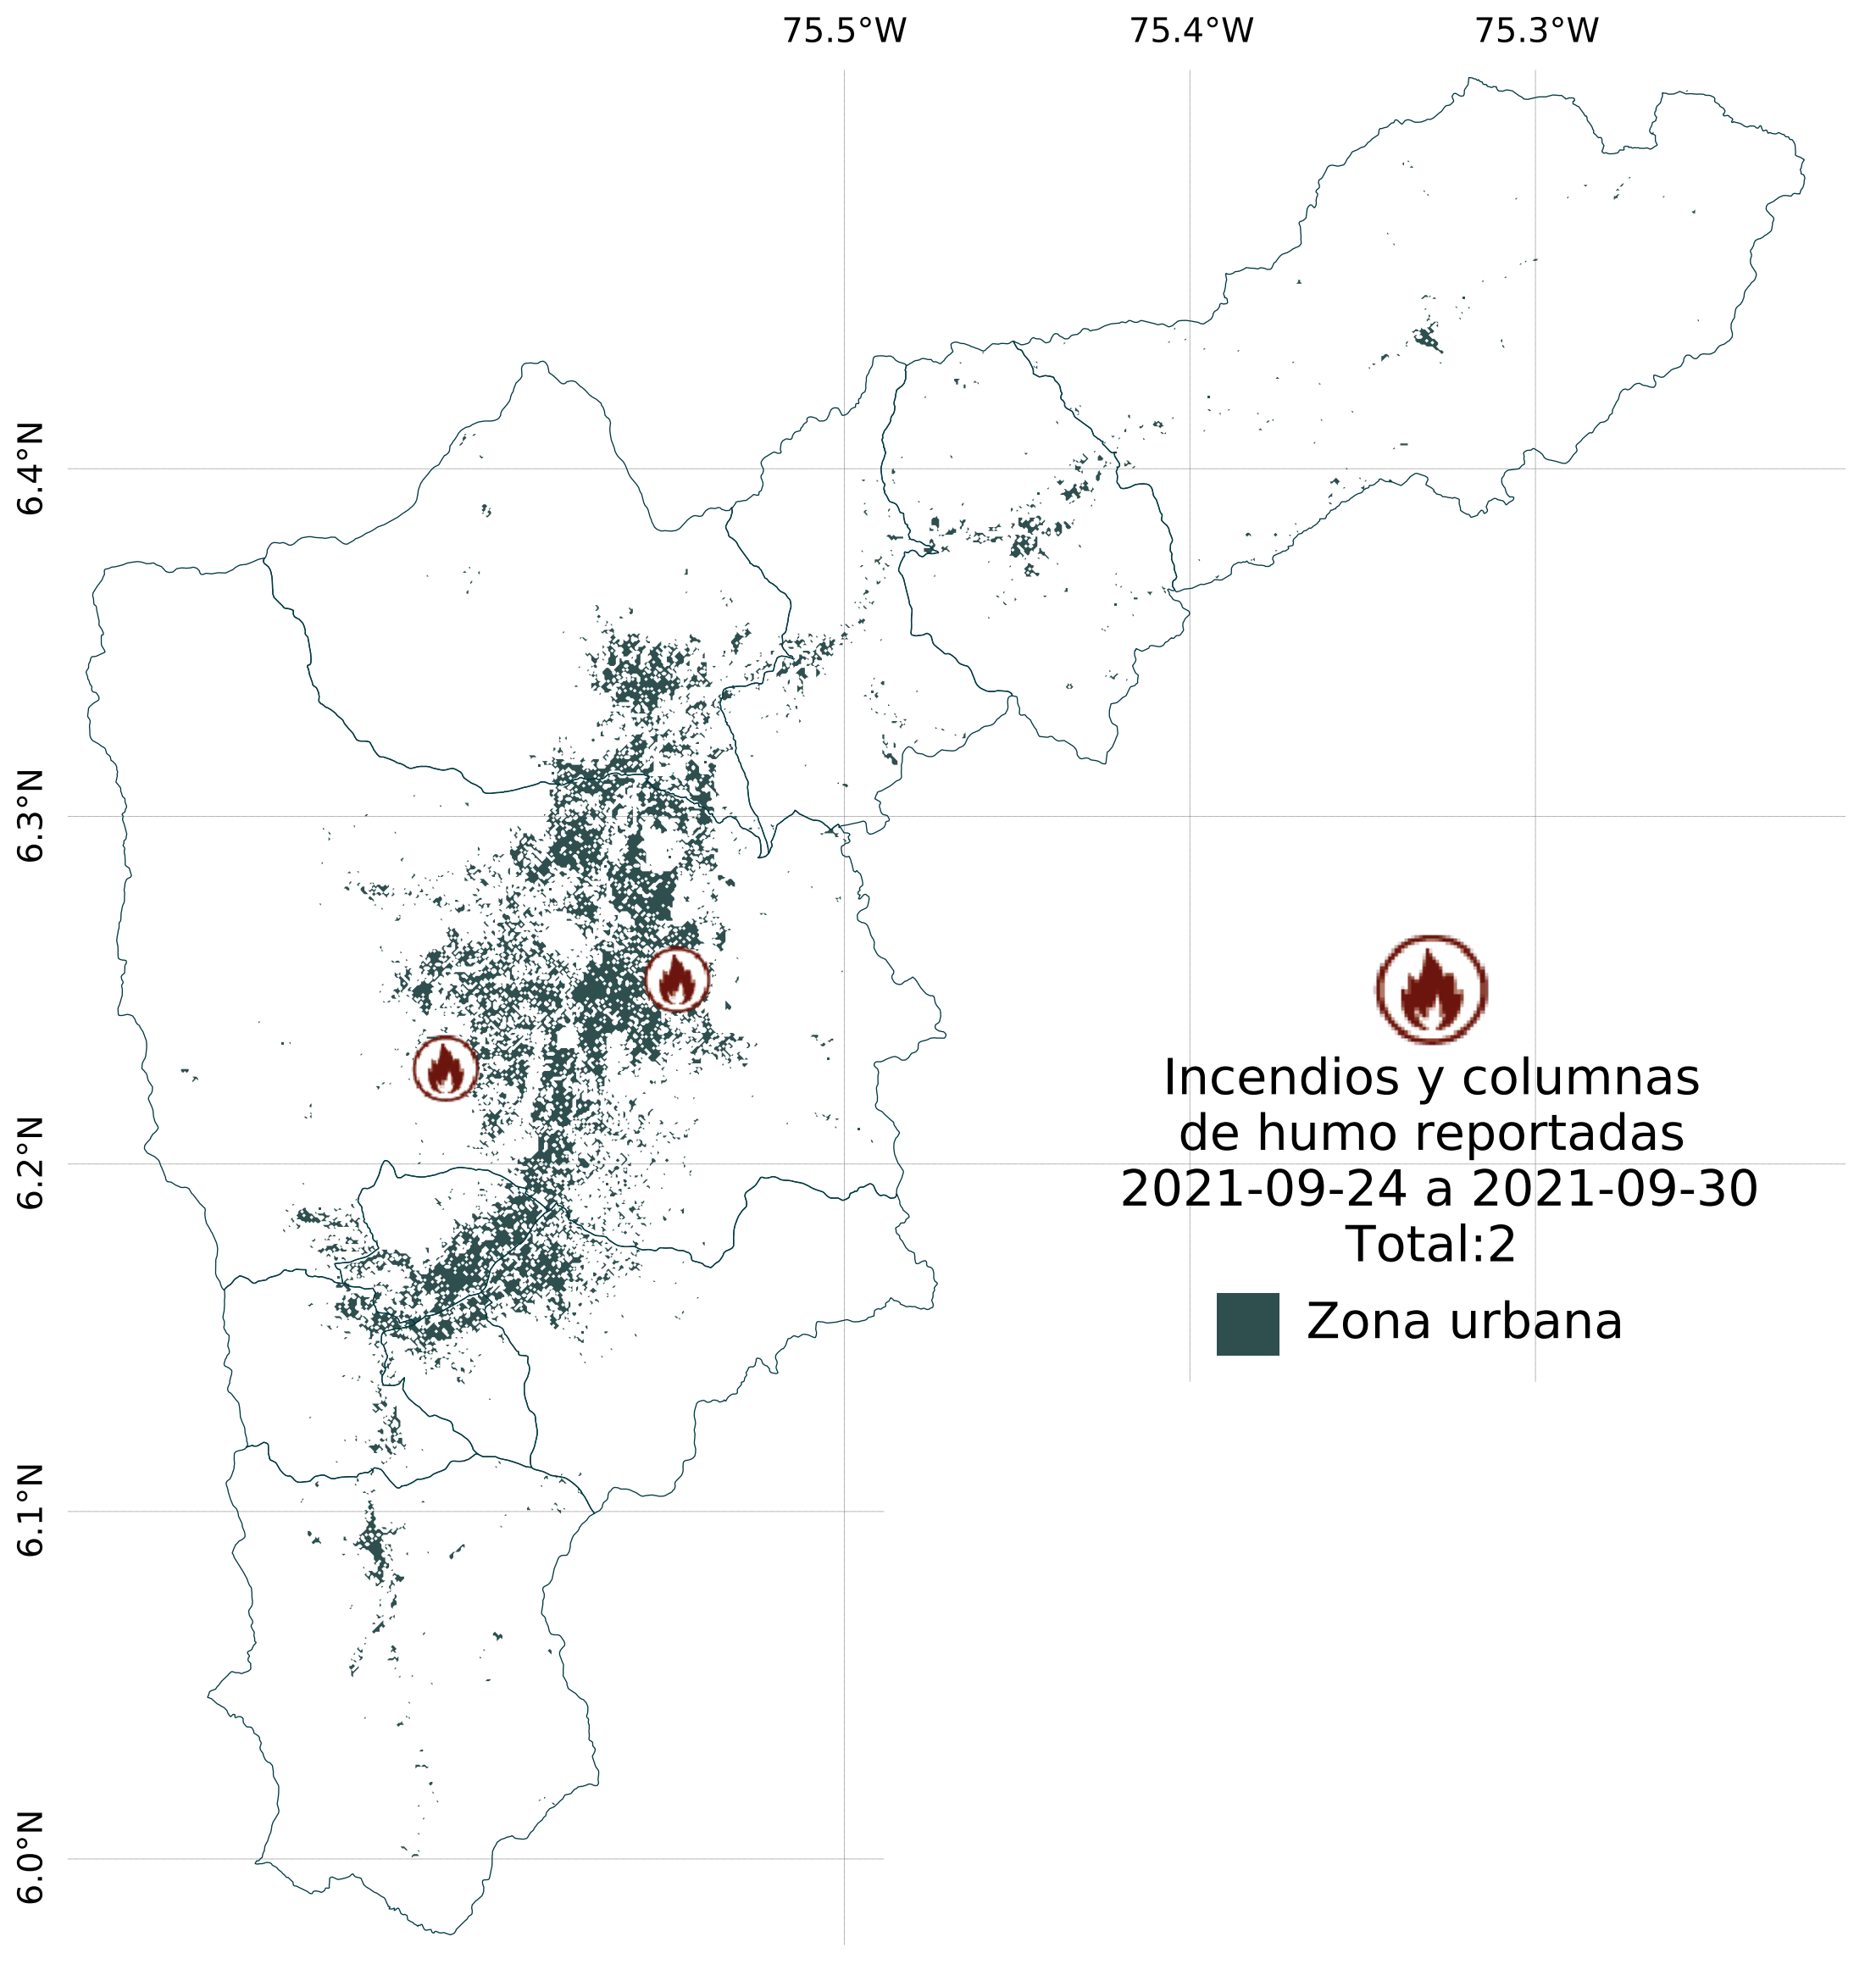 75.5°W 75.4°W 75.3°W
6.4°N
6.3°N
6.2°N
6.1°N
6.0°N
Incendios y columnas
de humo reportadas
2021-09-24 a 2021-09-30
Total:2
Zona urbana